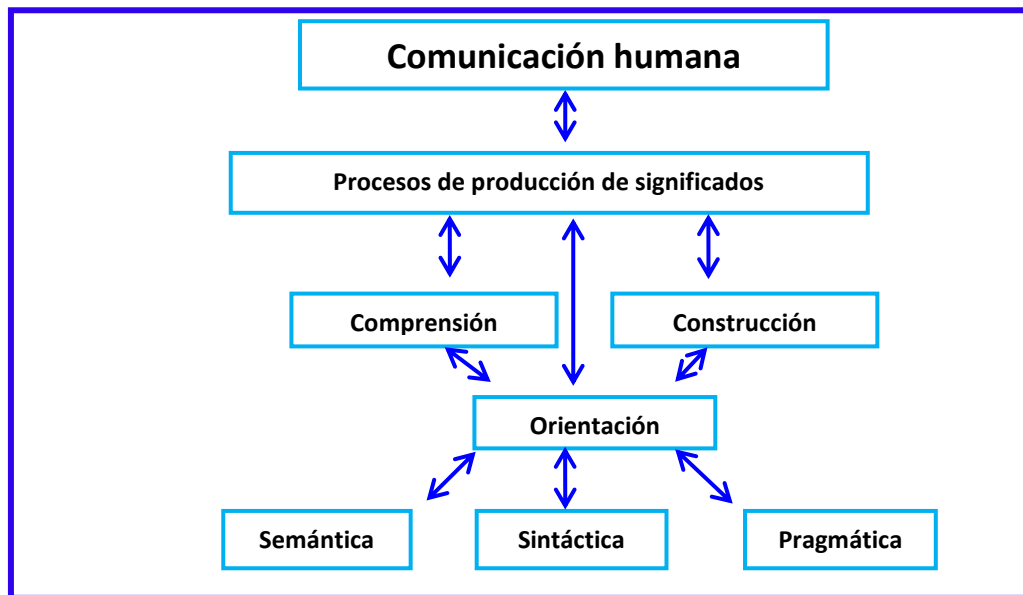 Comunicación humana
Procesos de producción de significados
Comprensión
Construcción
Orientación
Semántica
Sintáctica
Pragmática